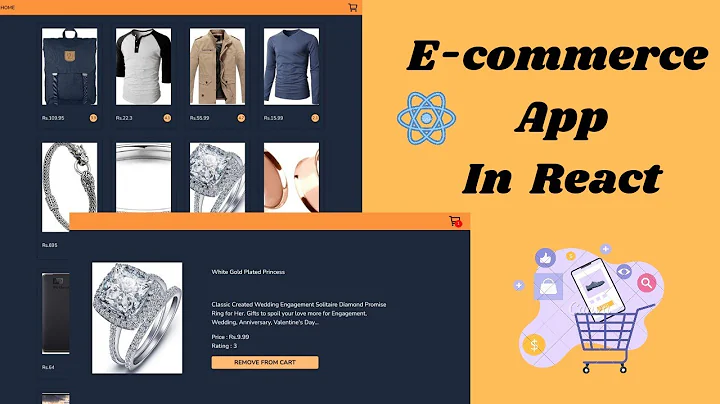 HOME
Rs.109.95
Rs.22.3
Rs.55.99
Rs.15.99
Rs.695
Rs.64
White Gold Plated Princess
Classic Created Wedding Engagement Solitaire Diamond Promise
Ring for Her. Gifts to spoil your love more for Engagement,
Wedding, Anniversary, Valentine's Day...
Price : Rs.9.99
Rating : 3
REMOVE FROM CART
E-commerce
App
In React
$